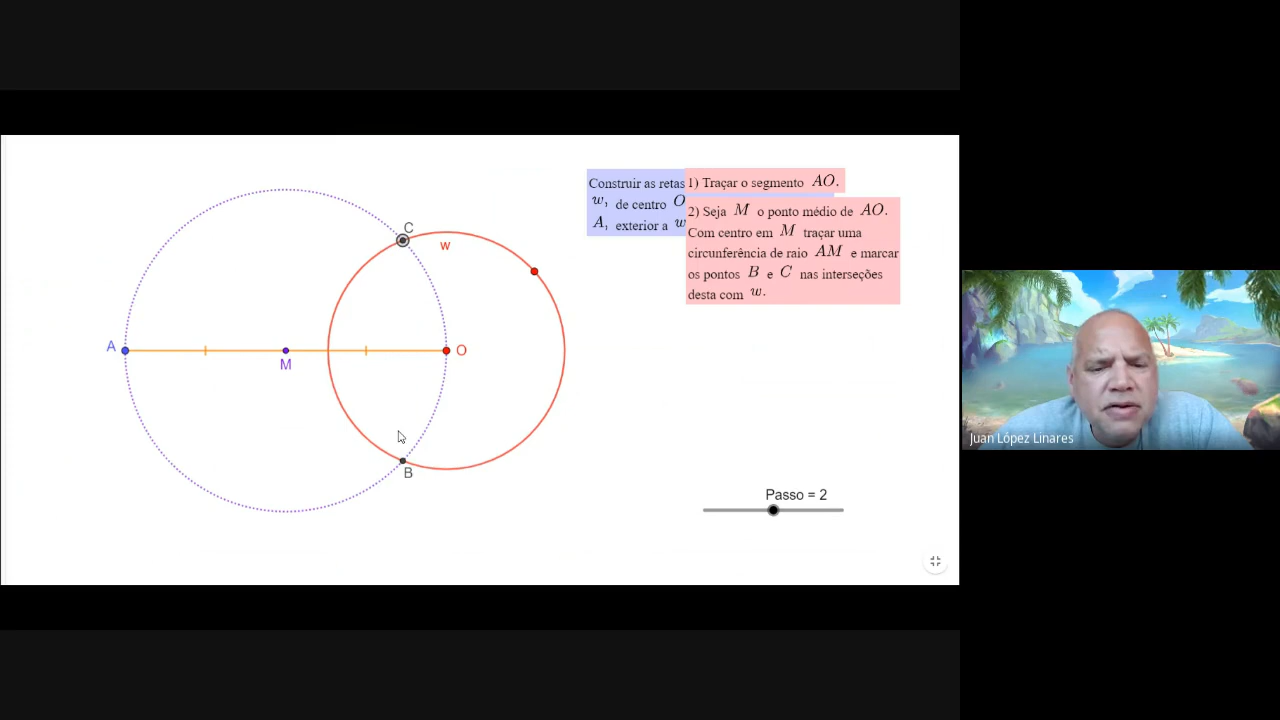 Construir as retas
w, de centro O
A, exterior a w
1) Traçar o segmento AO.
2) Seja M o ponto médio de AO.
Com centro em M traçar uma
circunferência de raio AM e marcar
os pontos B e C nas interseções
desta com w.
C
w
A
M
O
B
Passo = 2
Juan López Linares